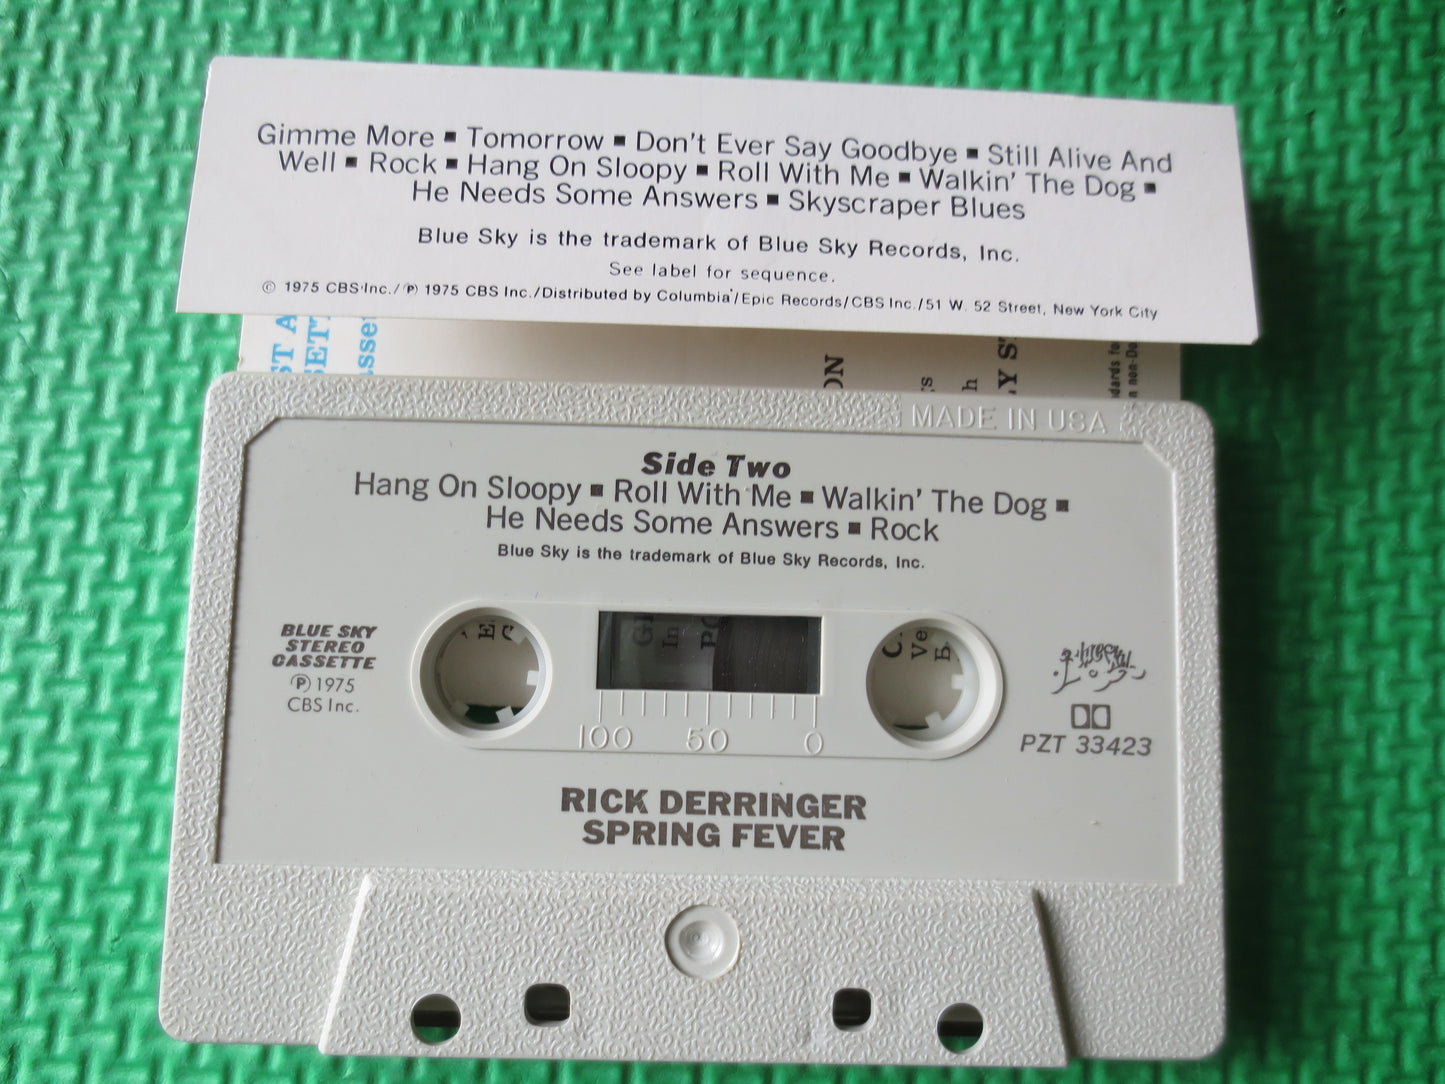 Gimme More ▪ Tomorrow ▪ Don't Ever Say Goodbye ▪ Still Alive And
Well ▪ Rock ▪ Hang On Sloopy ▪ Roll With Me ▪ Walkin' The Dog ▪
He Needs Some Answers ▪ Skyscraper Blues
Blue Sky is the trademark of Blue Sky Records, Inc.
See label for sequence.
© 1975 CBS Inc./℗ 1975 CBS Inc./Distributed by Columbia/Epic Records/CBS Inc./51 W. 52 Street, New York City
MADE IN USA
Side Two
Hang On Sloopy ▪ Roll With Me ▪ Walkin' The Dog ▪
He Needs Some Answers ▪ Rock
Blue Sky is the trademark of Blue Sky Records, Inc.
BLUE SKY
STEREO
CASSETTE
℗ 1975
CBS Inc.
100 50 0
PZT 33423
RICK DERRINGER
SPRING FEVER